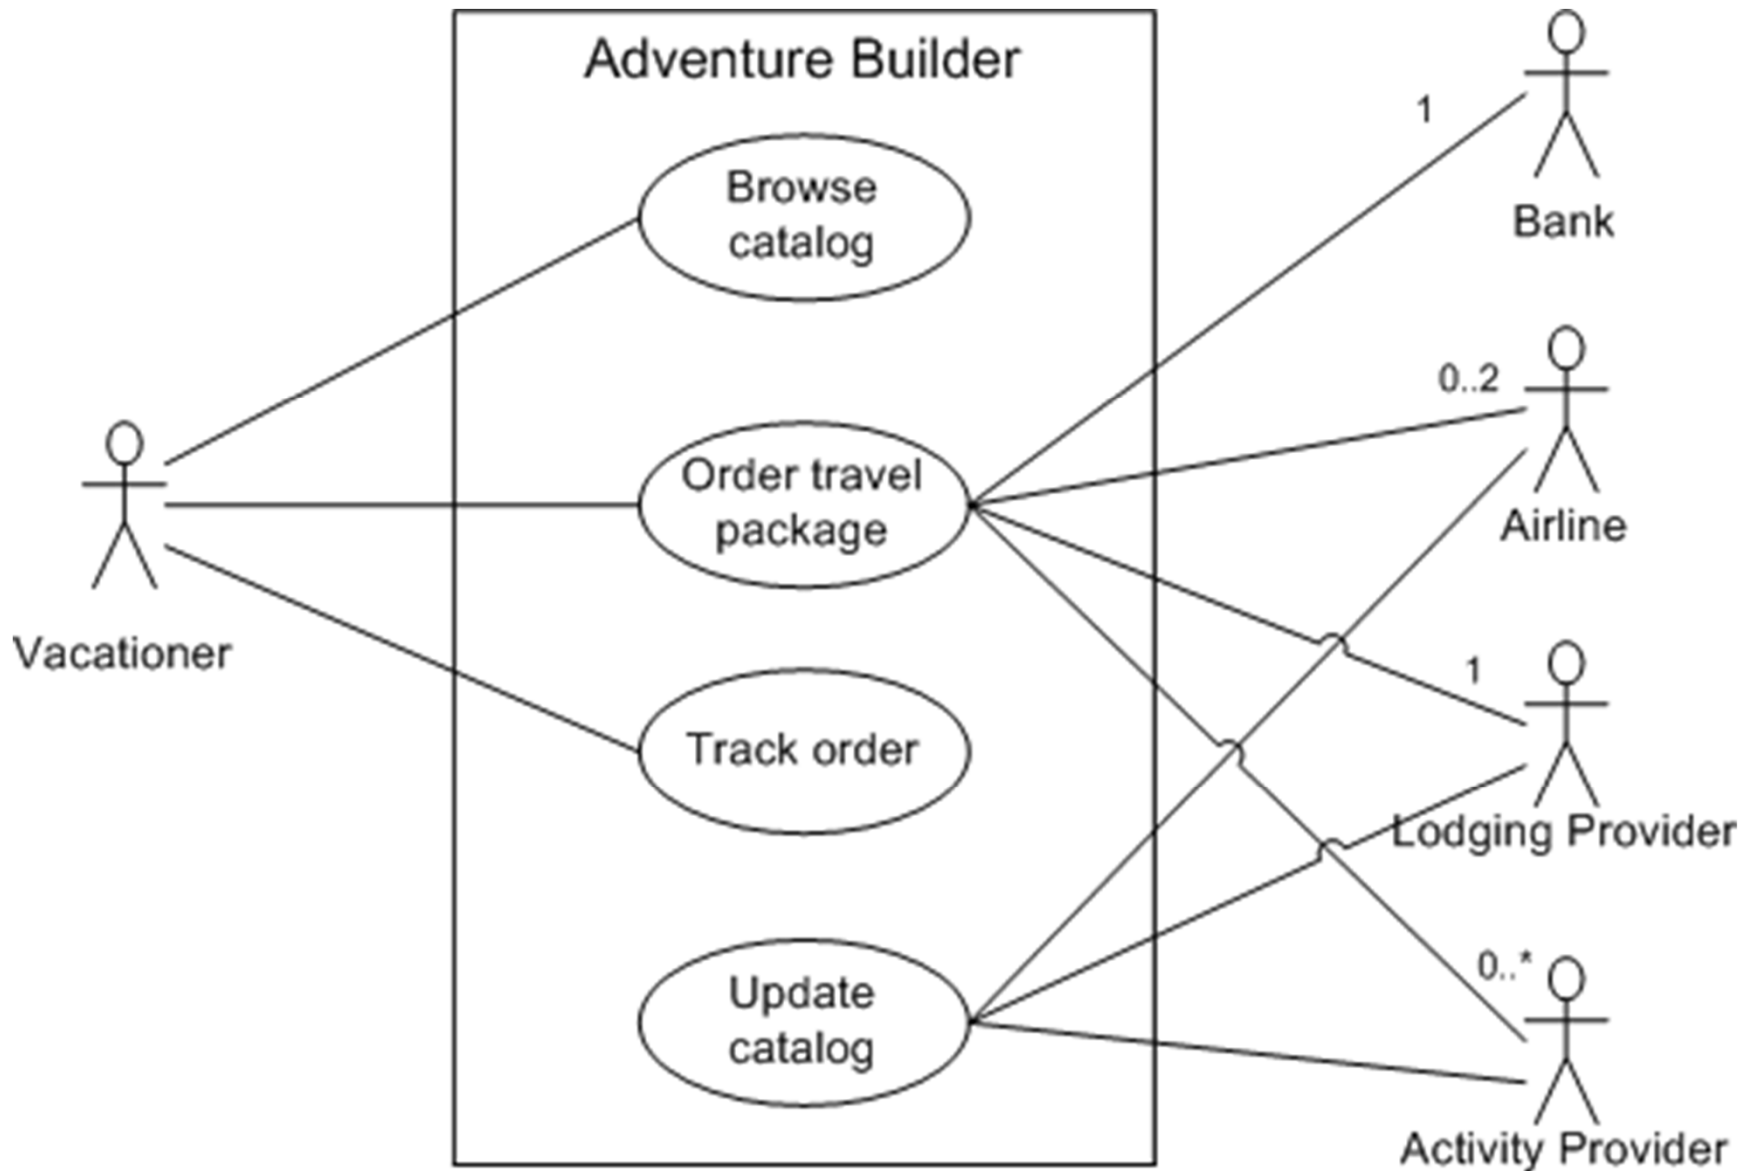 Adventure Builder
Browse
catalog
Order travel
package
Track order
Update
catalog
Vacationer
1
Bank
0..2
Airline
1
Lodging Provider
0..*
Activity Provider